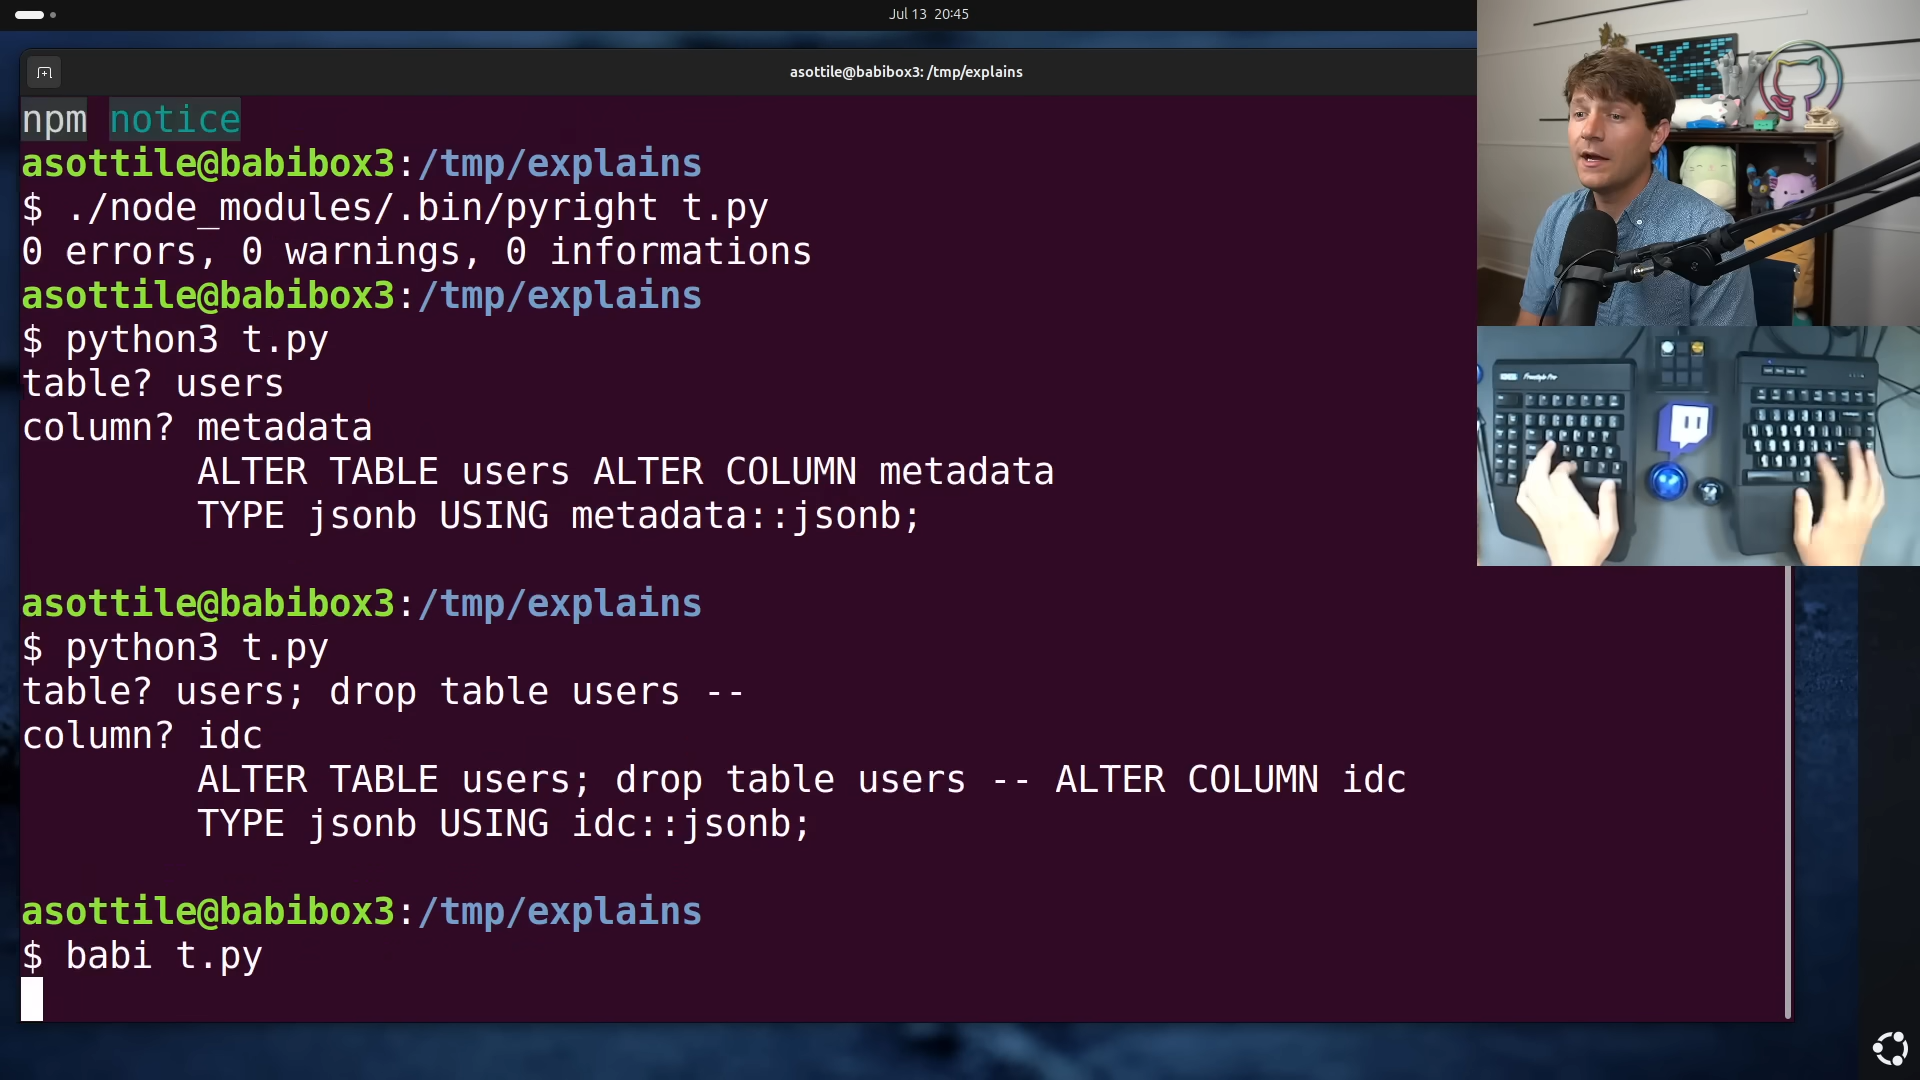 Jul 13 20:45
asottile@babibox3: /tmp/explains
npm notice
asottile@babibox3:/tmp/explains
$ ./node_modules/.bin/pyright t.py
0 errors, 0 warnings, 0 informations
asottile@babibox3:/tmp/explains
$ python3 t.py
table? users
column? metadata
ALTER TABLE users ALTER COLUMN metadata
TYPE jsonb USING metadata::jsonb;
asottile@babibox3:/tmp/explains
$ python3 t.py
table? users; drop table users --
column? idc
ALTER TABLE users; drop table users -- ALTER COLUMN idc
TYPE jsonb USING idc::jsonb;
asottile@babibox3:/tmp/explains
$ babi t.py
Freestyle Pro